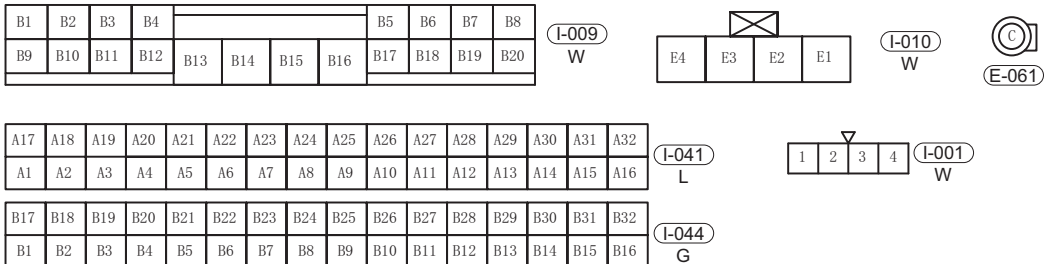 B1 B2 B3 B4 B5 B6 B7 B8
B9 B10 B11 B12 B13 B14 B15 B16 B17 B18 B19 B20
I-009
W
E4 E3 E2 E1
I-010
W
C
E-061
A17 A18 A19 A20 A21 A22 A23 A24 A25 A26 A27 A28 A29 A30 A31 A32
A1 A2 A3 A4 A5 A6 A7 A8 A9 A10 A11 A12 A13 A14 A15 A16
I-041
L
1 2 3 4
I-001
W
B17 B18 B19 B20 B21 B22 B23 B24 B25 B26 B27 B28 B29 B30 B31 B32
B1 B2 B3 B4 B5 B6 B7 B8 B9 B10 B11 B12 B13 B14 B15 B16
I-044
G